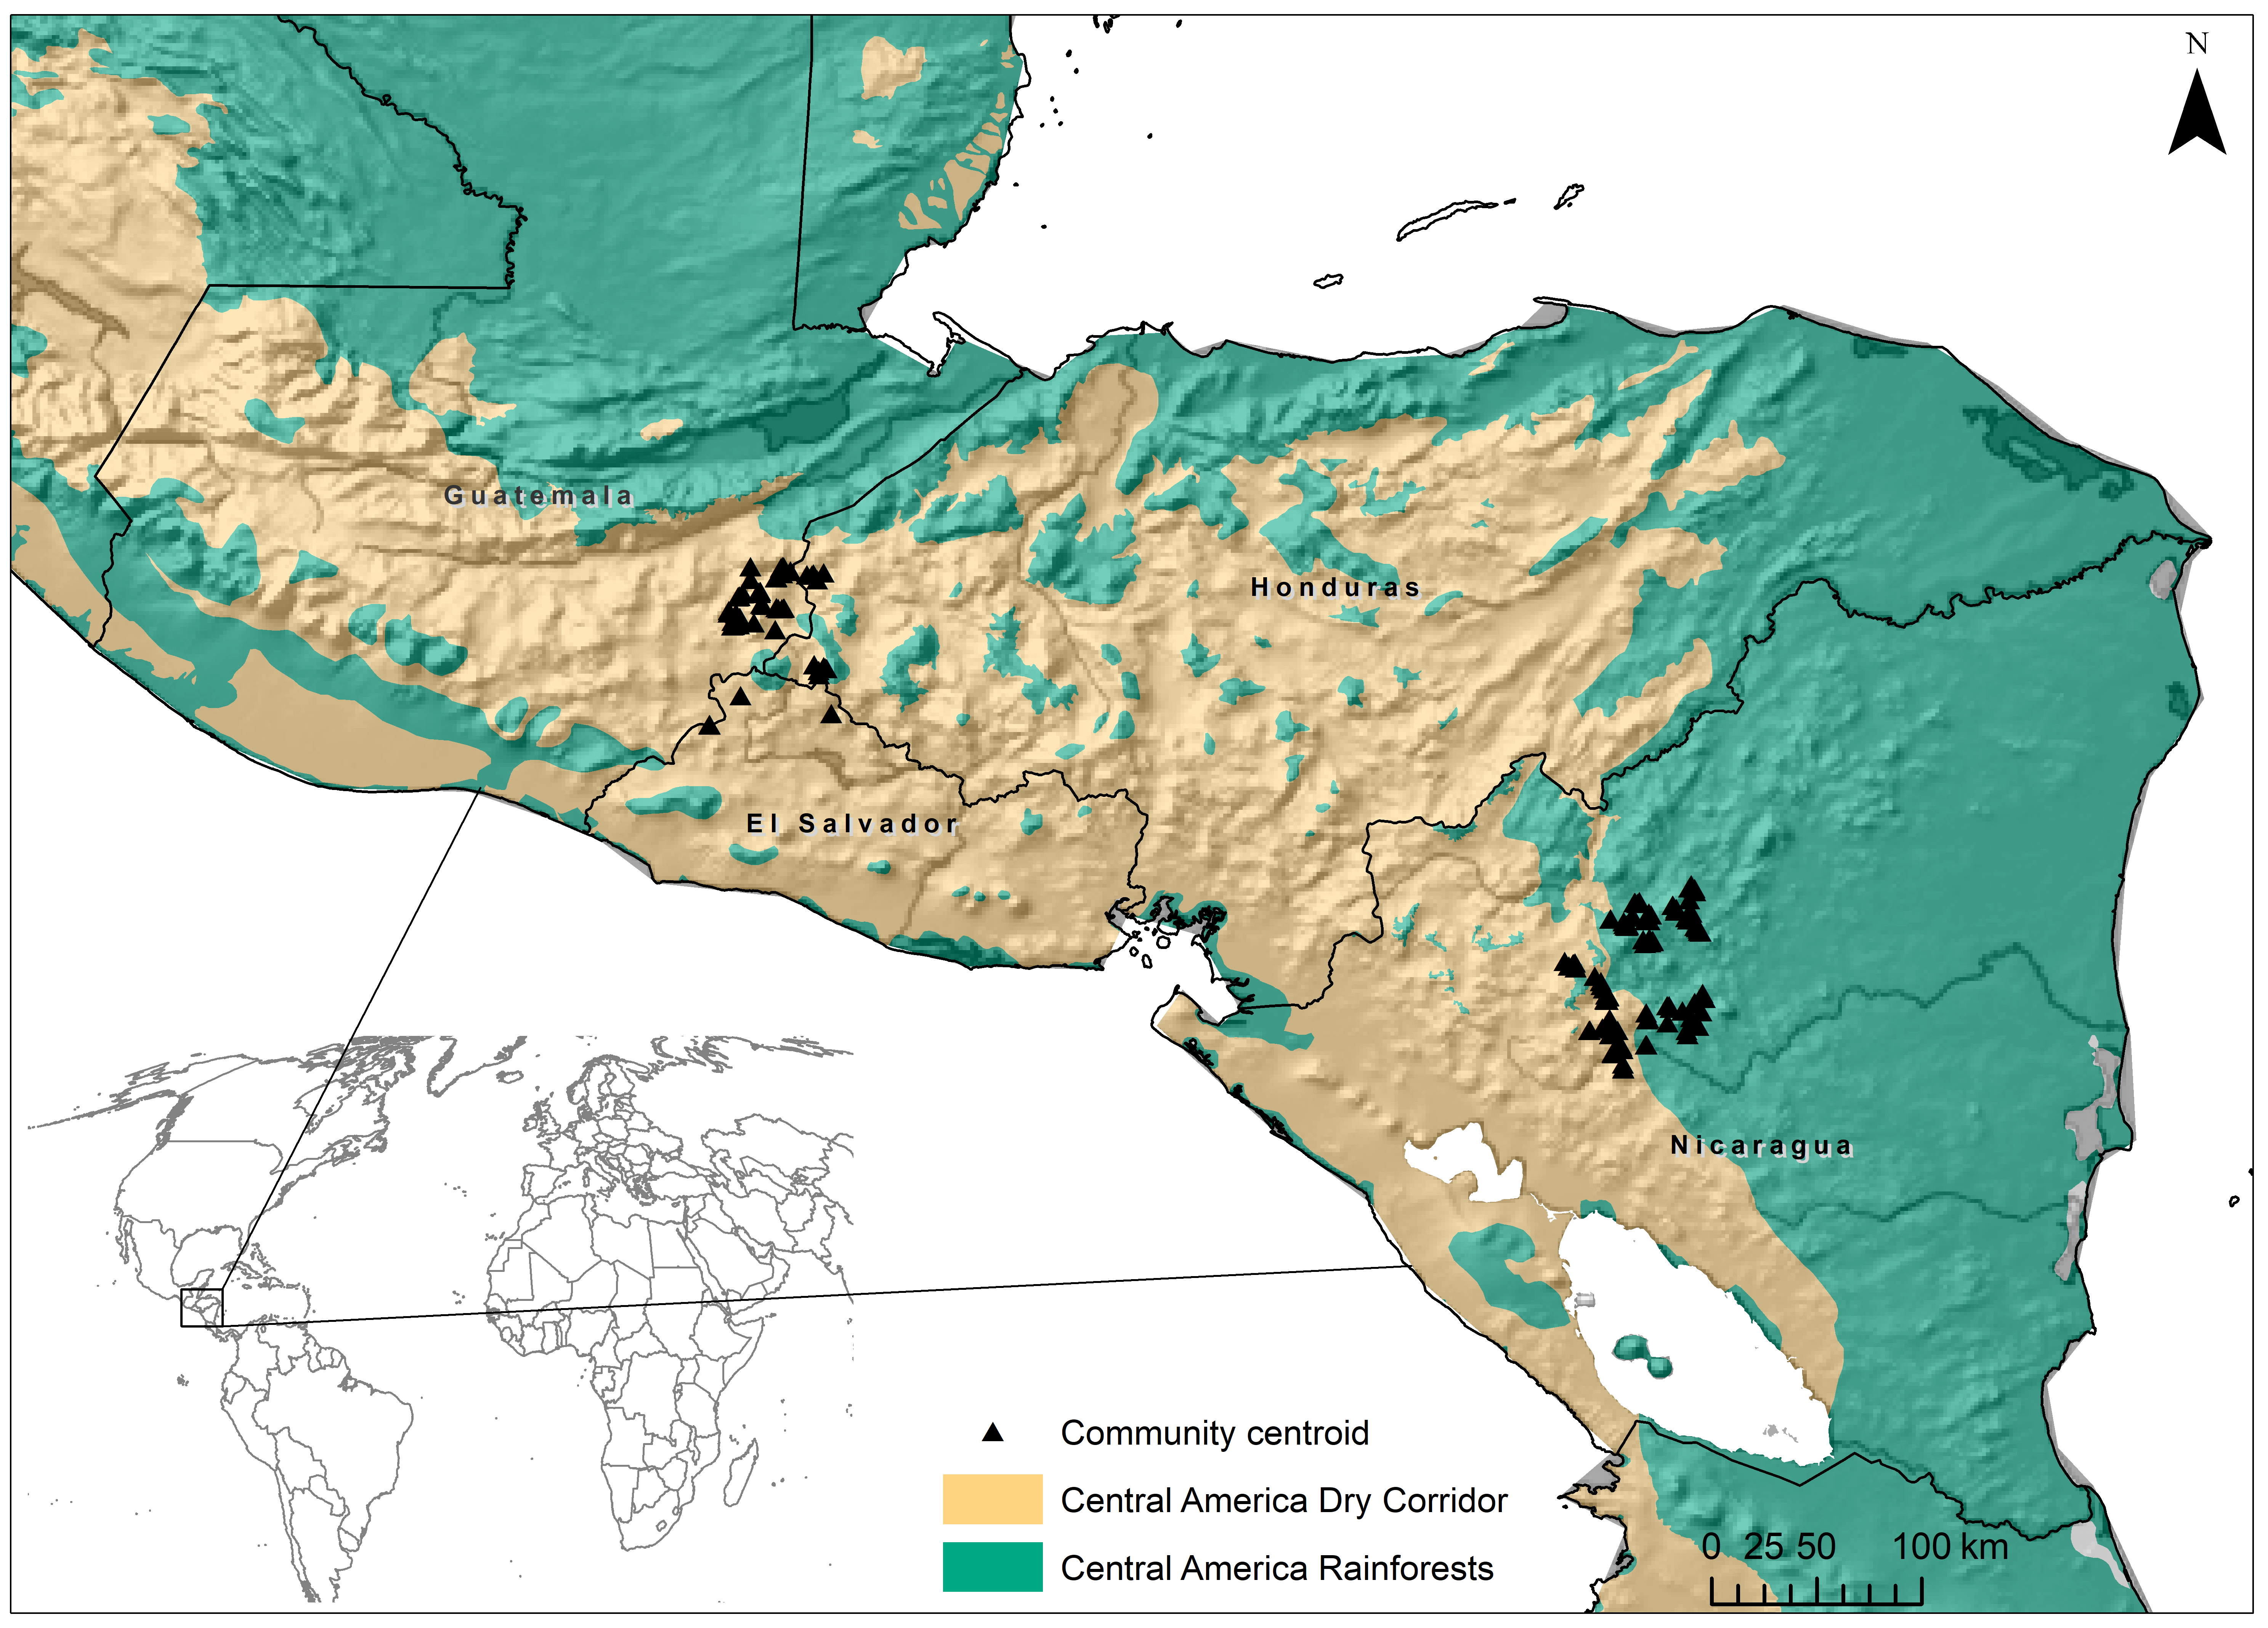 N
Guatemala
Honduras
El Salvador
Nicaragua
Community centroid
Central America Dry Corridor
Central America Rainforests
0 25 50 100 km